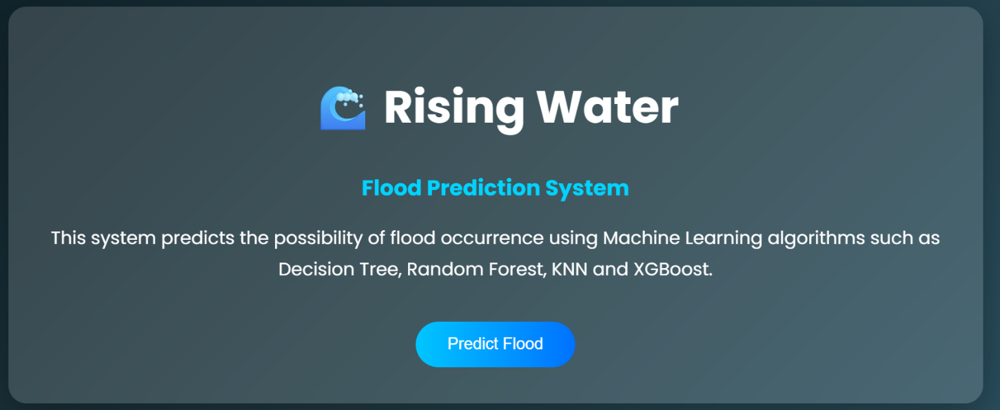 Rising Water
Flood Prediction System
This system predicts the possibility of flood occurrence using Machine Learning algorithms such as
Decision Tree, Random Forest, KNN and XGBoost.
Predict Flood